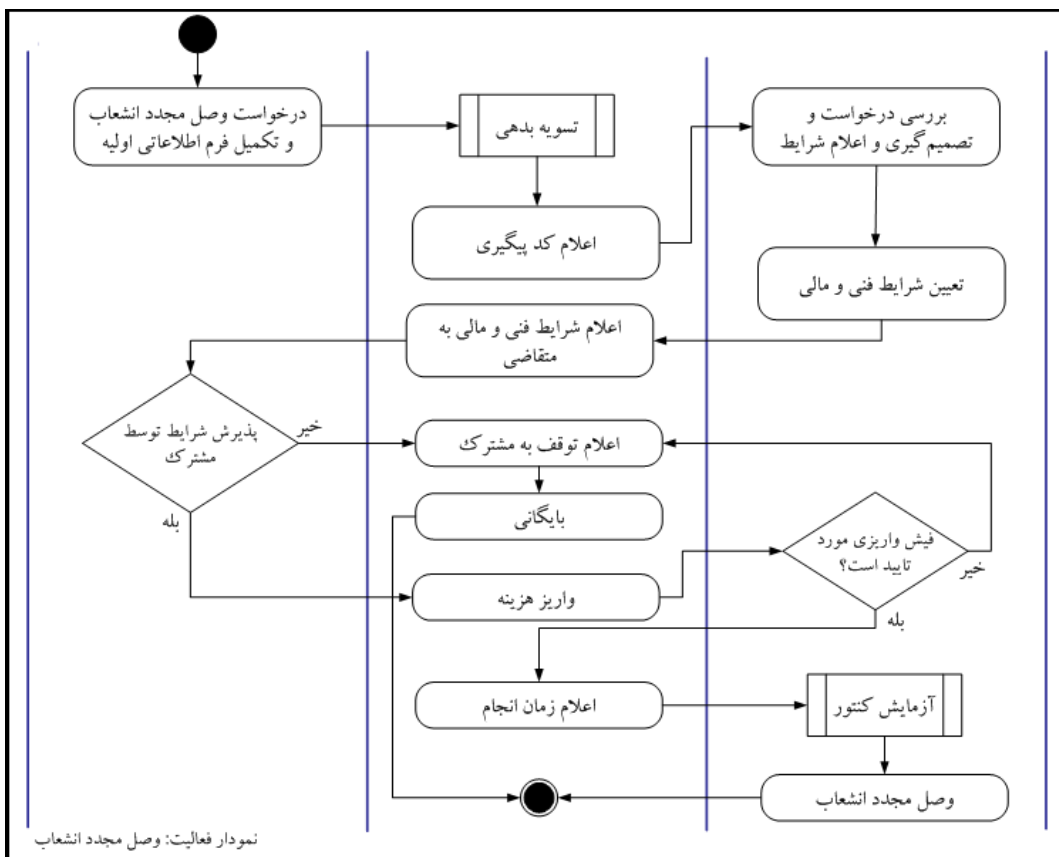 درخواست وصل مجدد انشعاب
و تکمیل فرم اطلاعاتی اولیه
تسویه بدهی
بررسی درخواست و
تصمیم‌گیری و اعلام شرایط
اعلام کد پیگیری
تعیین شرایط فنی و مالی
اعلام شرایط فنی و مالی به
متقاضی
پذیرش شرایط توسط
مشترک
خیر
بله
اعلام توقف به مشترک
بایگانی
فیش واریزی مورد
تایید است؟
خیر
بله
واریز هزینه
اعلام زمان انجام
آزمایش کنتور
وصل مجدد انشعاب
نمودار فعالیت: وصل مجدد انشعاب